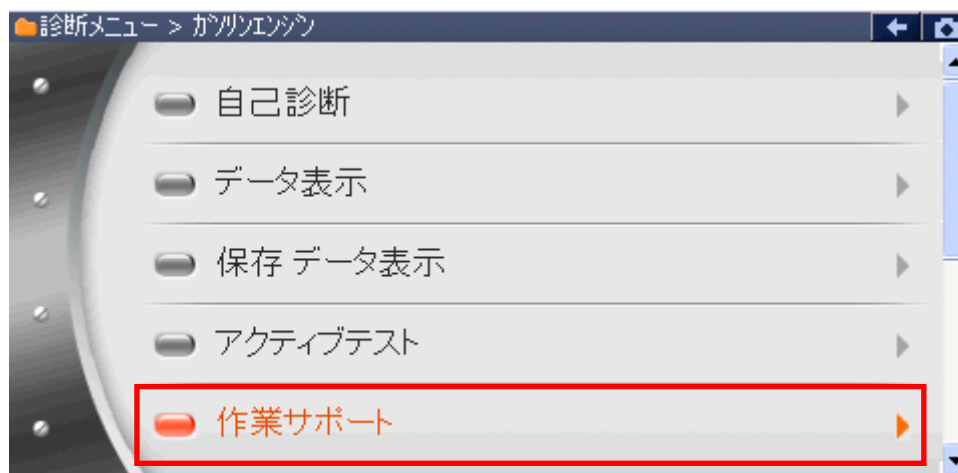 診断メニュー > ガソリンエンジン
自己診断
データ表示
保存 データ表示
アクティブテスト
作業サポート